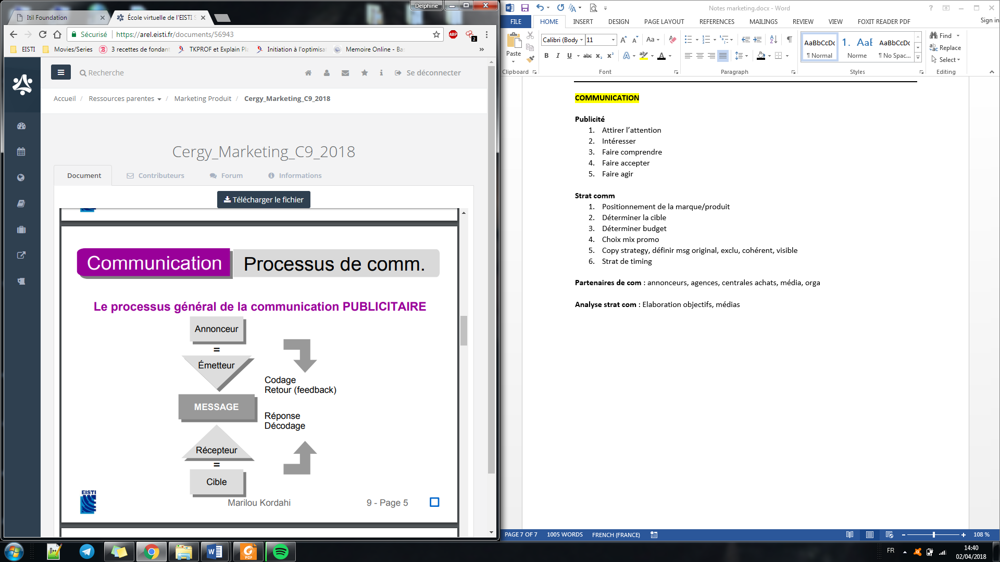 Delphine
Itil Foundation
École virtuelle de l'EISTI
Sécurisé
https://arel.eisti.fr/documents/56943
ABP
2
EISTI
Movies/Series
3 recettes de fondant
TKPROF et Explain Pla
Initiation à l'optimisat
Memoire Online - Bas
»
Recherche
Se déconnecter
Accueil / Ressources parentes / Marketing Produit / Cergy_Marketing_C9_2018
Cergy_Marketing_C9_2018
Document
Contributeurs
Forum
Informations
Télécharger le fichier
Communication
Processus de comm.
Le processus général de la communication PUBLICITAIRE
Annonceur
=
Émetteur
Codage
Retour (feedback)
MESSAGE
Réponse
Décodage
Récepteur
=
Cible
EISTI
Marilou Kordahi
9 - Page 5
Notes marketing.docx - Word
FILE
HOME
INSERT
DESIGN
PAGE LAYOUT
REFERENCES
MAILINGS
REVIEW
VIEW
FOXIT READER PDF
Sign in
Paste
Calibri (Body
11
AaBbCcDc
1. AaE
AaBbCcDc
¶ Normal
Norme
¶ No Spac...
Find
Replace
Select
Clipboard
Font
Paragraph
Styles
Editing
COMMUNICATION
Publicité
1. Attirer l’attention
2. Intéresser
3. Faire comprendre
4. Faire accepter
5. Faire agir
Strat comm
1. Positionnement de la marque/produit
2. Déterminer la cible
3. Déterminer budget
4. Choix mix promo
5. Copy strategy, définir msg original, exclu, cohérent, visible
6. Strat de timing
Partenaires de com : annonceurs, agences, centrales achats, média, orga
Analyse strat com : Elaboration objectifs, médias
PAGE 7 OF 7
1005 WORDS
FRENCH (FRANCE)
108 %
FR
14:40
02/04/2018